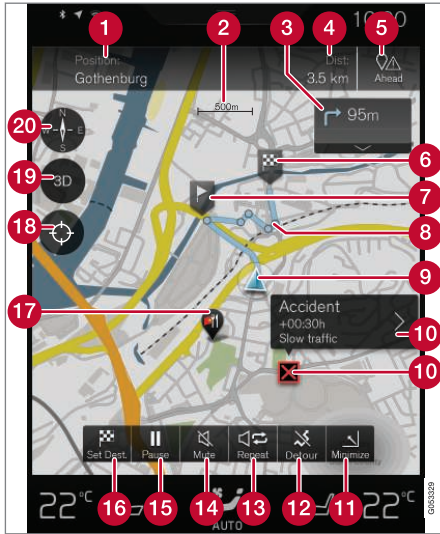 1
2
3
4
5
Position:
Gothenburg
500m
Dist:
3.5 km
Ahead
95m
20
N
E
S
6
7
19
3D
8
18
9
17
Accident
+00:30h
Slow traffic
10
10
Set Dest.
Pause
Mute
Repeat
Detour
Minimize
16
15
14
13
12
11
22°C
AUTO
22°C
G053329